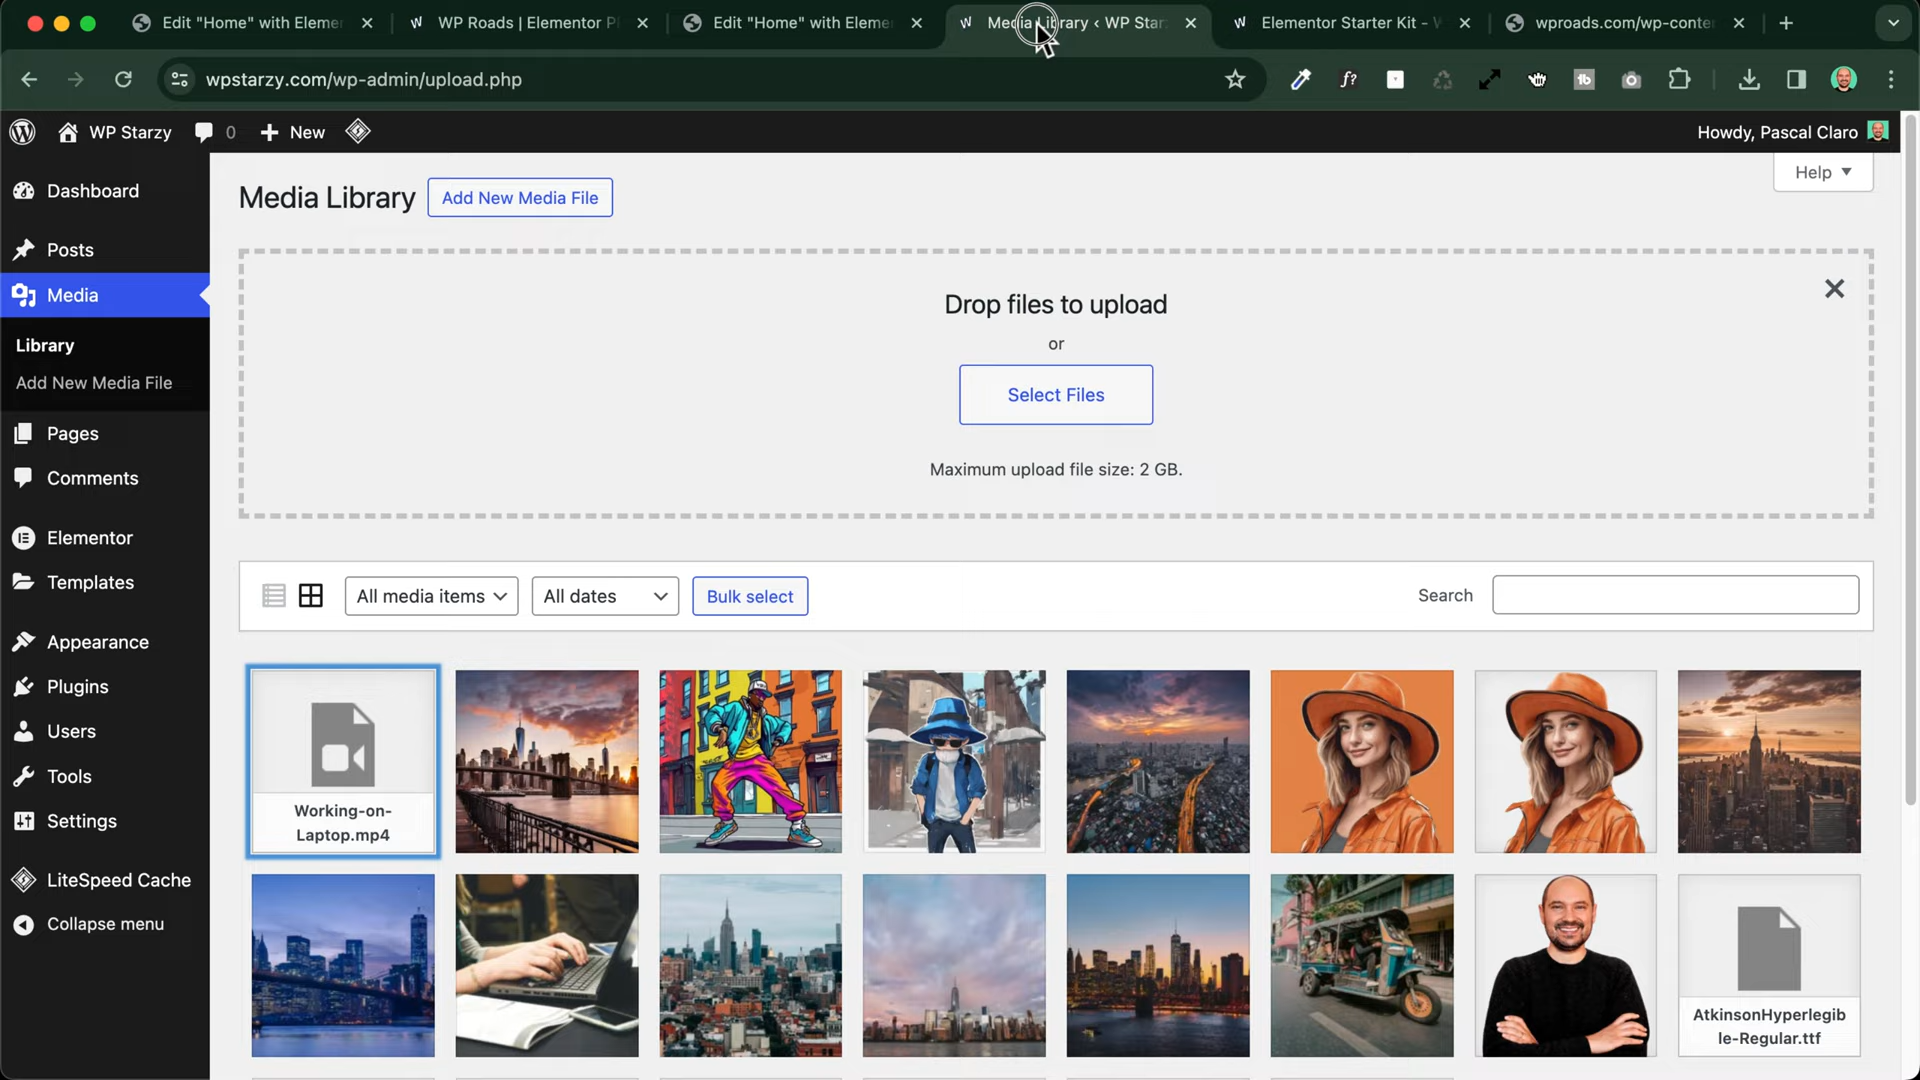 Edit "Home" with Eleme
WP Roads | Elementor P
Edit "Home" with Eleme
Media Library ‹ WP Star
Elementor Starter Kit - W
wproads.com/wp-conte
wpstarzy.com/wp-admin/upload.php
f?
tb
WP Starzy
0
New
Howdy, Pascal Claro
Help
Dashboard
Posts
Media
Library
Add New Media File
Pages
Comments
Elementor
Templates
Appearance
Plugins
Users
Tools
Settings
LiteSpeed Cache
Collapse menu
Media Library
Add New Media File
Drop files to upload
or
Select Files
Maximum upload file size: 2 GB.
All media items
All dates
Bulk select
Search
Working-on-
Laptop.mp4
AtkinsonHyperlegib
le-Regular.ttf